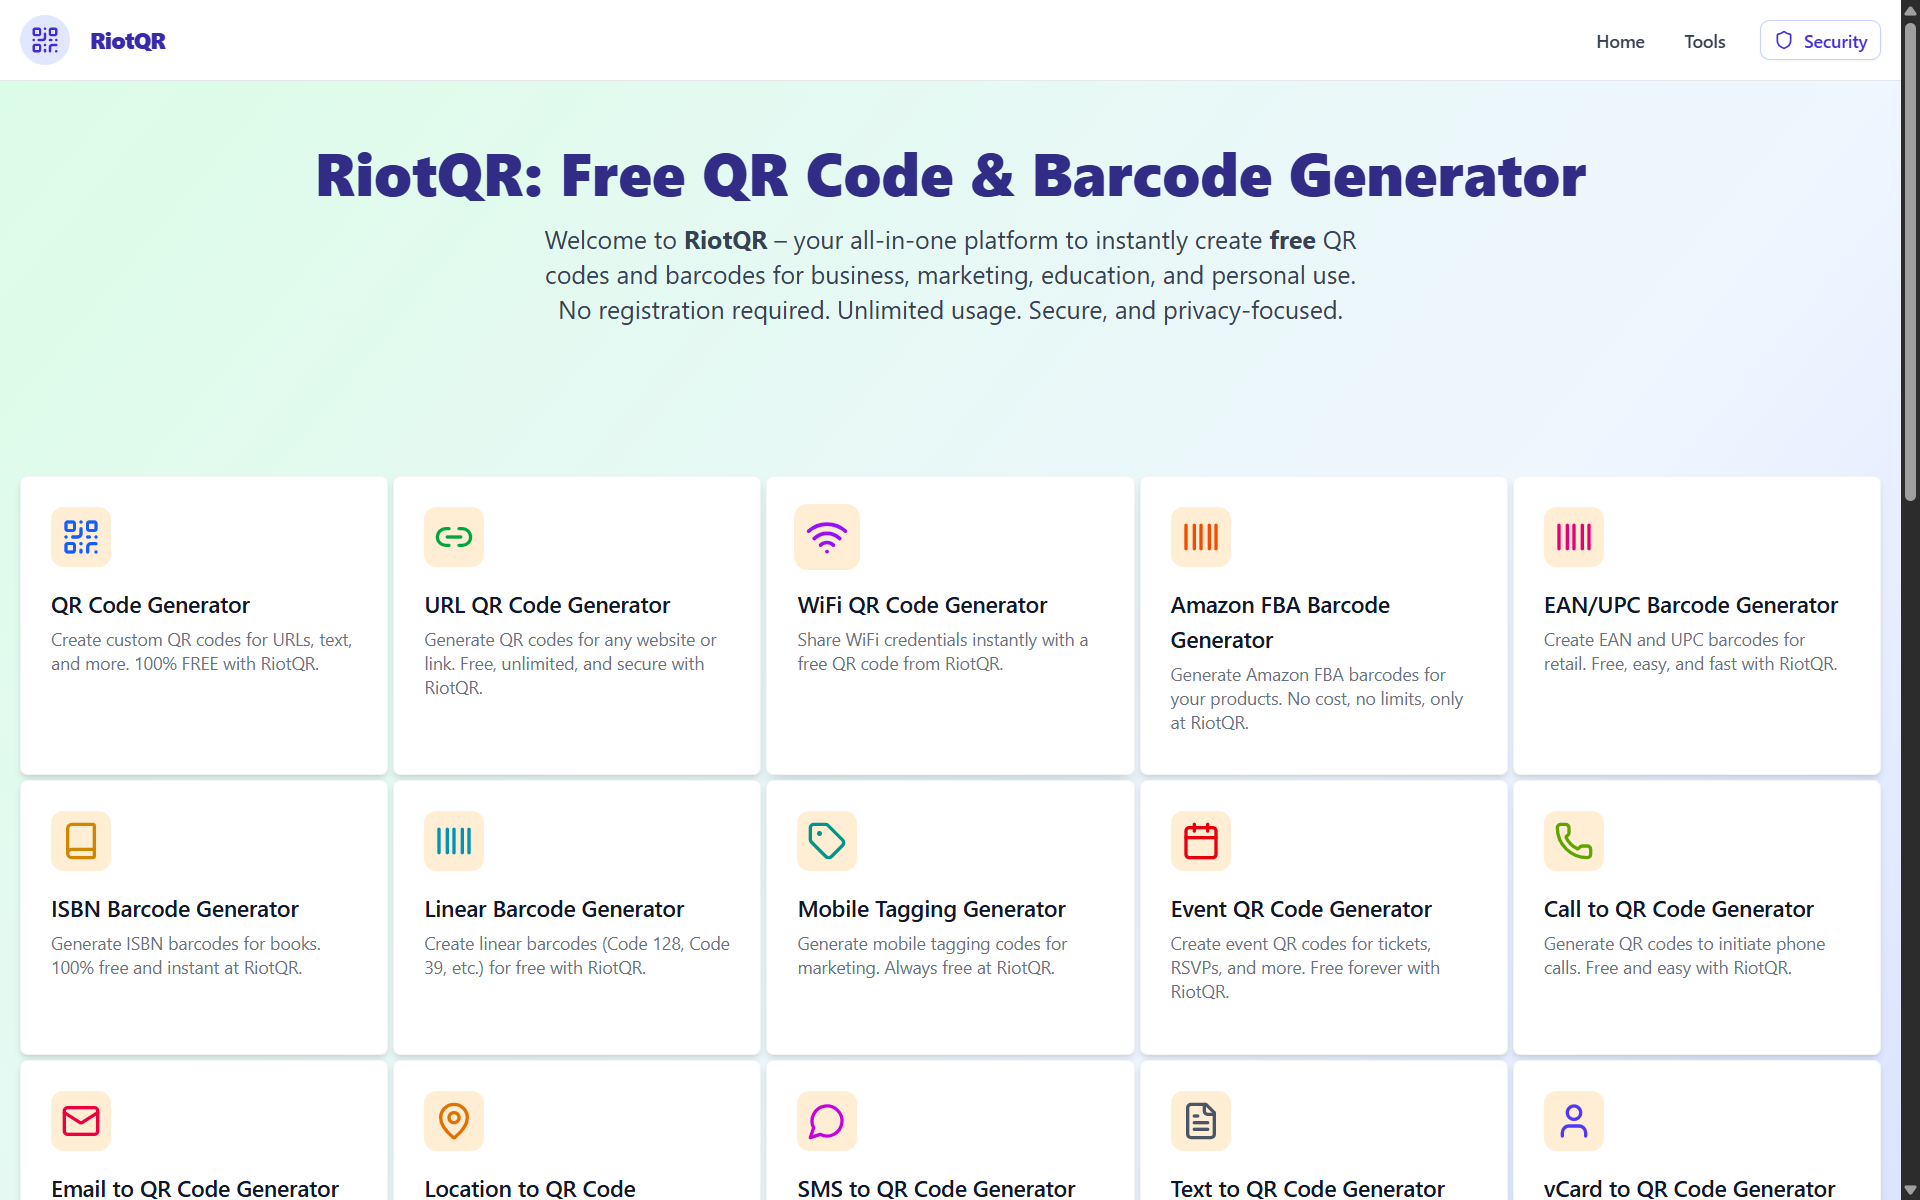 RiotQR
Home
Tools
Security
RiotQR: Free QR Code & Barcode Generator
Welcome to RiotQR – your all-in-one platform to instantly create free QR
codes and barcodes for business, marketing, education, and personal use.
No registration required. Unlimited usage. Secure, and privacy-focused.
QR Code Generator
Create custom QR codes for URLs, text,
and more. 100% FREE with RiotQR.
URL QR Code Generator
Generate QR codes for any website or
link. Free, unlimited, and secure with
RiotQR.
WiFi QR Code Generator
Share WiFi credentials instantly with a
free QR code from RiotQR.
Amazon FBA Barcode
Generator
Generate Amazon FBA barcodes for
your products. No cost, no limits, only
at RiotQR.
EAN/UPC Barcode Generator
Create EAN and UPC barcodes for
retail. Free, easy, and fast with RiotQR.
ISBN Barcode Generator
Generate ISBN barcodes for books.
100% free and instant at RiotQR.
Linear Barcode Generator
Create linear barcodes (Code 128, Code
39, etc.) for free with RiotQR.
Mobile Tagging Generator
Generate mobile tagging codes for
marketing. Always free at RiotQR.
Event QR Code Generator
Create event QR codes for tickets,
RSVPs, and more. Free forever with
RiotQR.
Call to QR Code Generator
Generate QR codes to initiate phone
calls. Free and easy with RiotQR.
Email to QR Code Generator
Location to QR Code
SMS to QR Code Generator
Text to QR Code Generator
vCard to QR Code Generator